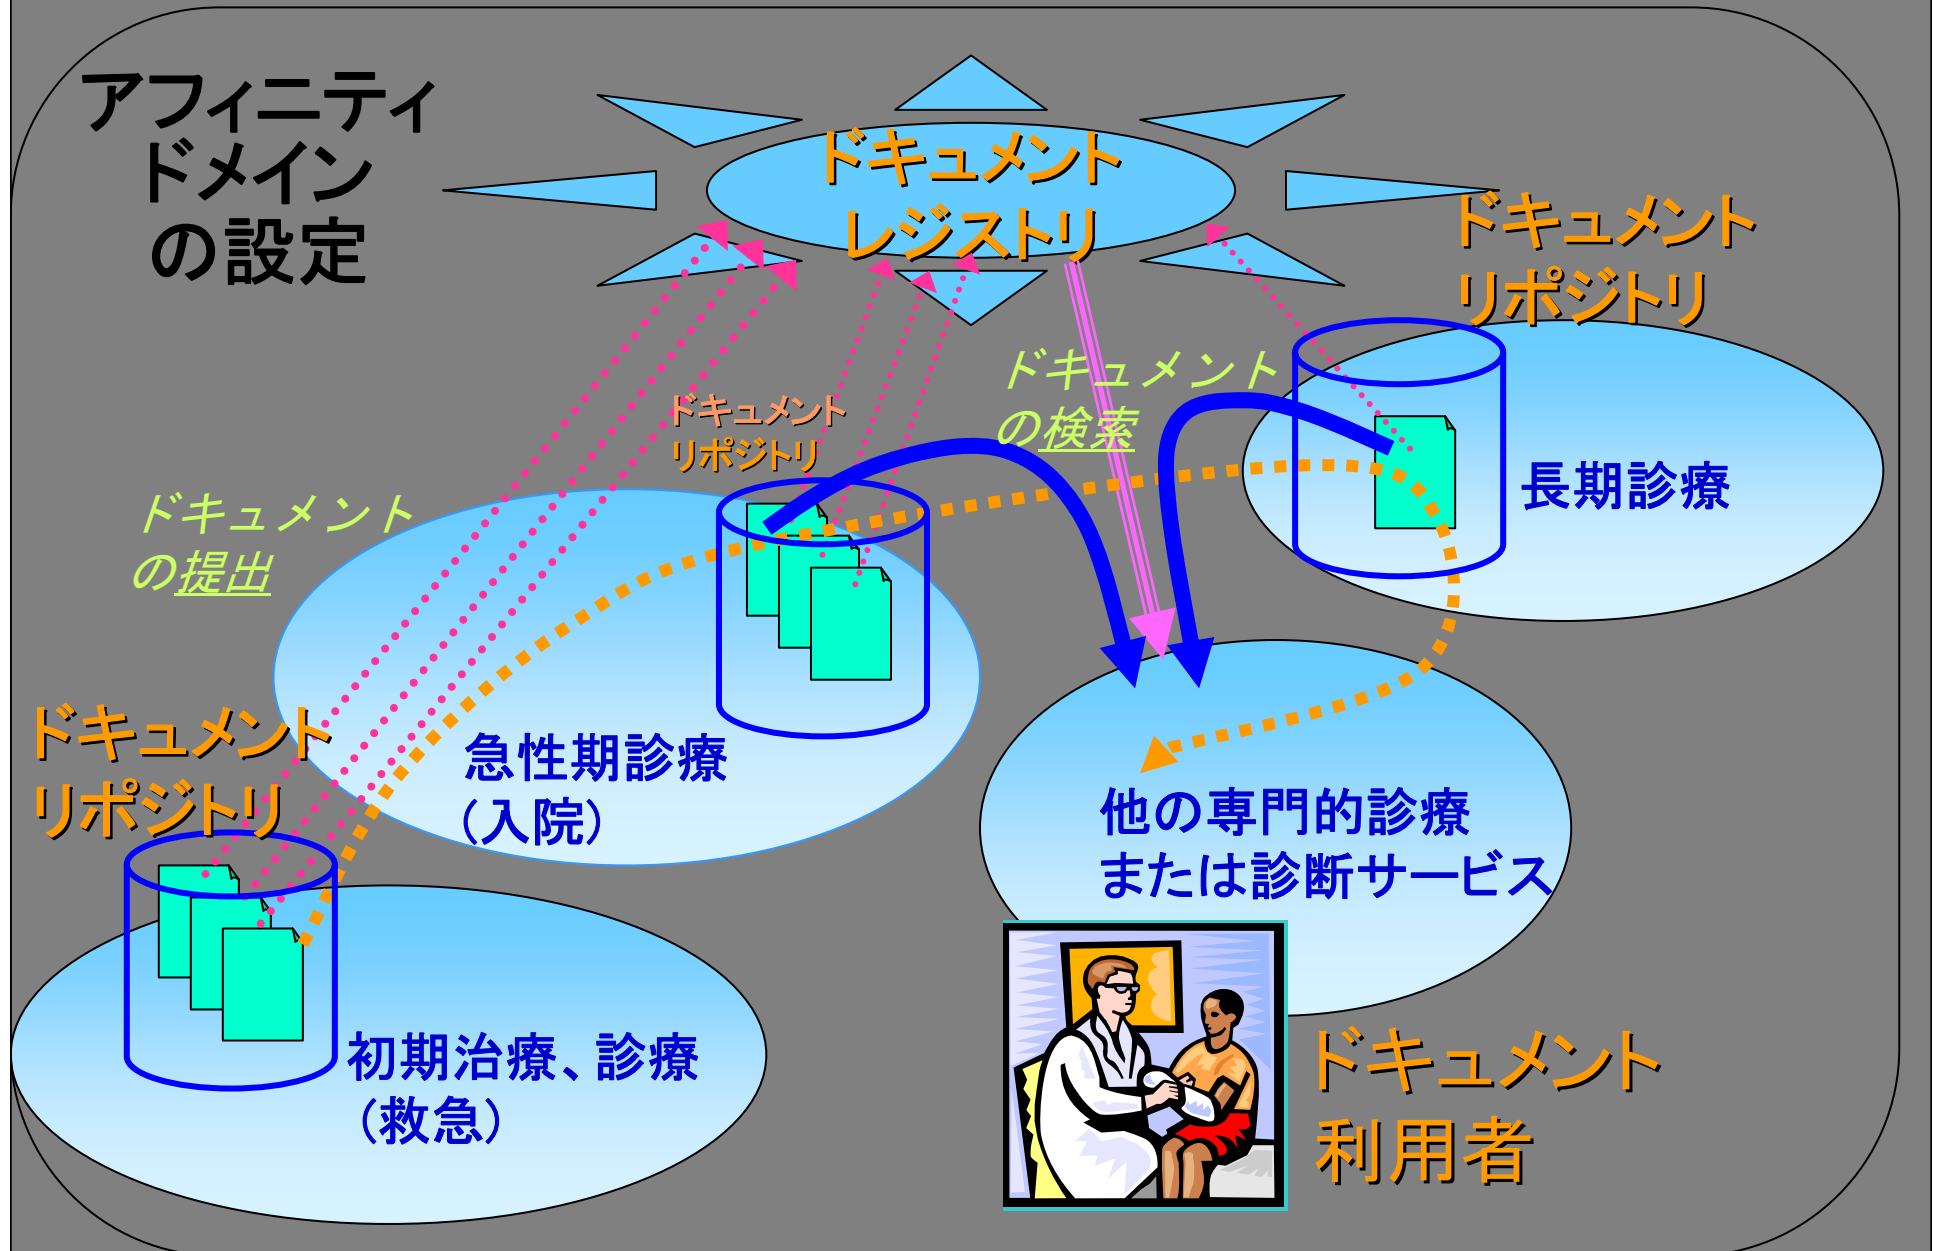 アフィニティ
ドメイン
の設定
ドキュメント
レジストリ
ドキュメント
リポジトリ
ドキュメント
の検索
ドキュメント
リポジトリ
長期診療
ドキュメント
の提出
ドキュメント
リポジトリ
急性期診療
(入院)
他の専門的診療
または診断サービス
初期治療、診療
(救急)
ドキュメント
利用者